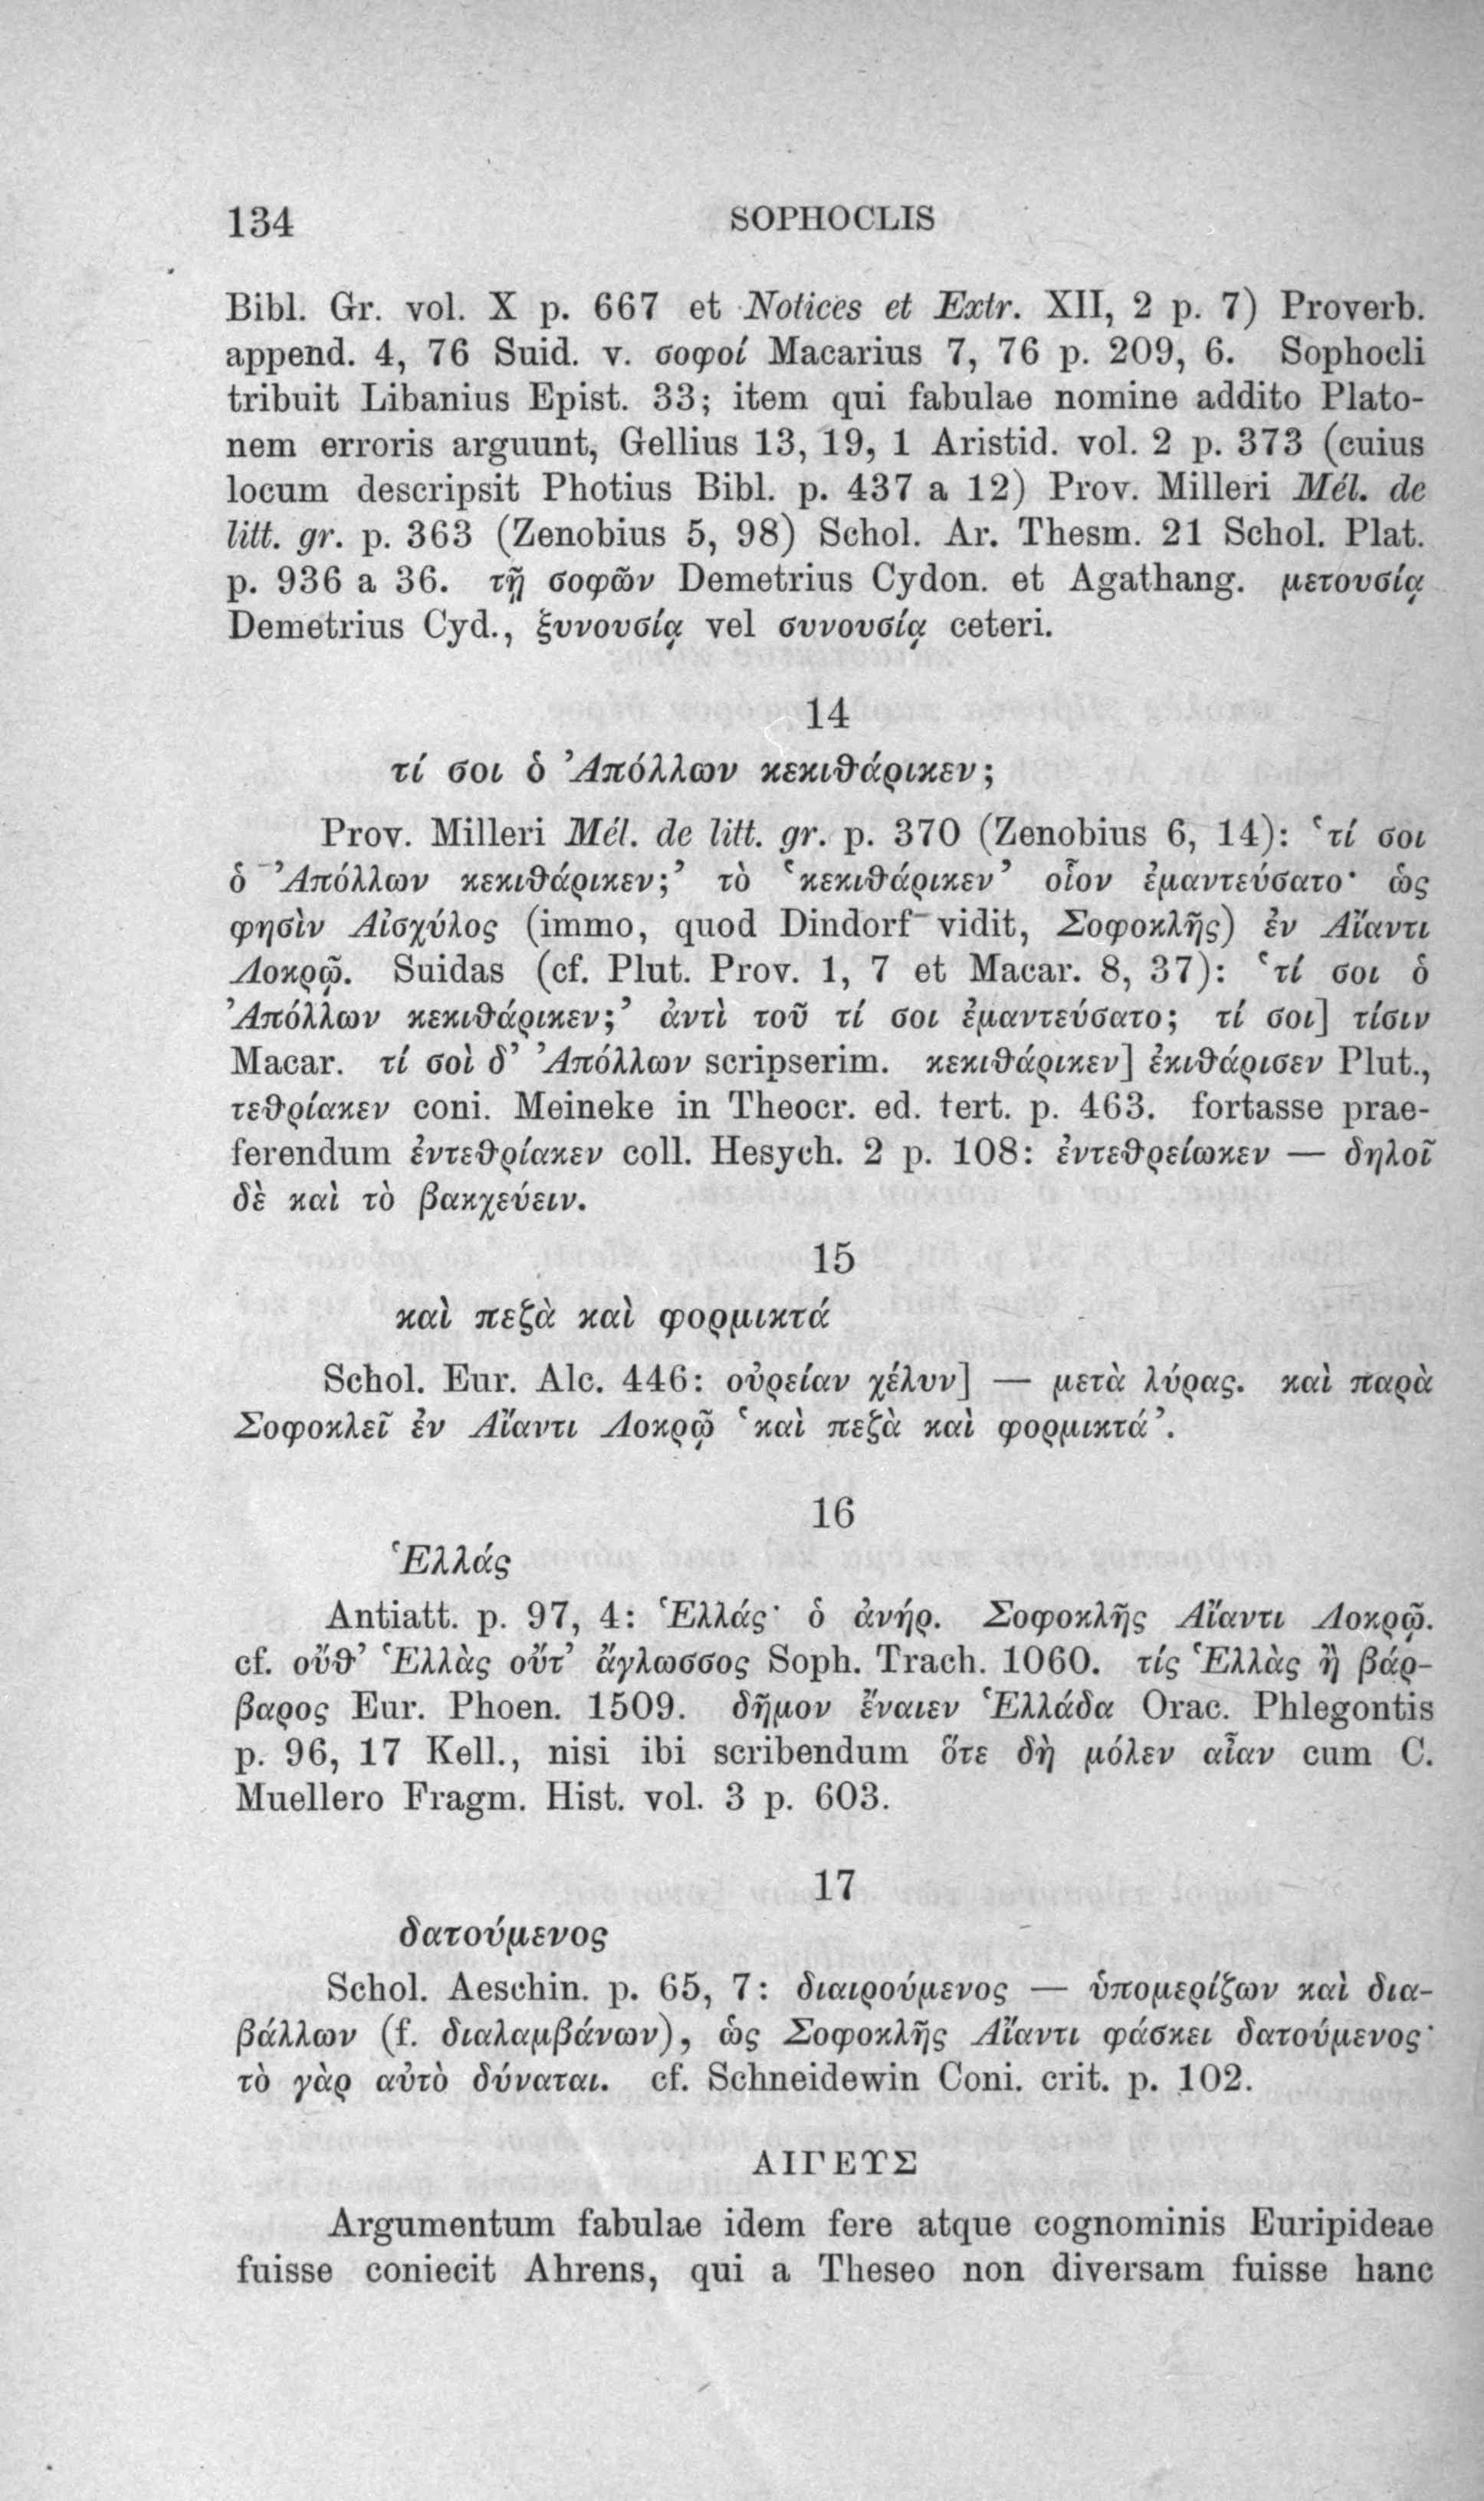 134 SOPHOCLIS
Bibl. Gr. vol. X p. 667 et Notices et Extr. XII, 2 p. 7) Proverb.
append. 4, 76 Suid. v. σοφοί Macarius 7, 76 p. 209, 6. Sophocli
tribuit Libanius Epist. 33; item qui fabulae nomine addito Plato-
nem erroris arguunt, Gellius 13, 19, 1 Aristid. vol. 2 p. 373 (cuius
locum descripsit Photius Bibl. p. 437 a 12) Prov. Milleri Mél. de
litt. gr. p. 363 (Zenobius 5, 98) Schol. Ar. Thesm. 21 Schol. Plat.
p. 936 a 36. τῇ σοφῶν Demetrius Cydon. et Agathang. μετουσίᾳ
Demetrius Cyd., ξυνουσίᾳ vel συνουσίᾳ ceteri.
14
τί σοι ὁ Ἀπόλλων κεκιθάρικεν;
Prov. Milleri Mél. de litt. gr. p. 370 (Zenobius 6, 14): ‘τί σοι
ὁ Ἀπόλλων κεκιθάρικεν;’ τὸ ‘κεκιθάρικεν’ οἷον ἐμαντεύσατο· ὥς
φησὶν Αἰσχύλος (immo, quod Dindorf vidit, Σοφοκλῆς) ἐν Αἴαντι
Λοκρῷ. Suidas (cf. Plut. Prov. 1, 7 et Macar. 8, 37): ‘τί σοι ὁ
Ἀπόλλων κεκιθάρικεν;’ ἀντὶ τοῦ τί σοι ἐμαντεύσατο; τί σοι] τίσιν
Macar. τί σοὶ δ’ Ἀπόλλων scripserim. κεκιθάρικεν] ἐκιθάρισεν Plut.,
τεθρίακεν coni. Meineke in Theocr. ed. tert. p. 463. fortasse prae-
ferendum ἐντεθρίακεν coll. Hesych. 2 p. 108: ἐντεθρείωκεν — δηλοῖ
δὲ καὶ τὸ βακχεύειν.
15
καὶ πεζὰ καὶ φορμικτά
Schol. Eur. Alc. 446: οὐρείαν χέλυν] — μετὰ λύρας. καὶ παρὰ
Σοφοκλεῖ ἐν Αἴαντι Λοκρῷ ‘καὶ πεζὰ καὶ φορμικτά’.
16
Ἑλλάς
Antiatt. p. 97, 4: Ἑλλάς· ὁ ἀνήρ. Σοφοκλῆς Αἴαντι Λοκρῷ.
cf. οὔθ’ Ἑλλὰς οὔτ’ ἄγλωσσος Soph. Trach. 1060. τίς Ἑλλὰς ἢ βάρ-
βαρος Eur. Phoen. 1509. δῆμον ἔναιεν Ἑλλάδα Orac. Phlegontis
p. 96, 17 Kell., nisi ibi scribendum ὅτε δὴ μόλεν αἶαν cum C.
Muellero Fragm. Hist. vol. 3 p. 603.
17
δατούμενος
Schol. Aeschin. p. 65, 7: διαιρούμενος — ὑπομερίζων καὶ δια-
βάλλων (f. διαλαμβάνων), ὡς Σοφοκλῆς Αἴαντι φάσκει δατούμενος·
τὸ γὰρ αὐτὸ δύναται. cf. Schneidewin Coni. crit. p. 102.
ΑΙΓΕΥΣ
Argumentum fabulae idem fere atque cognominis Euripideae
fuisse coniecit Ahrens, qui a Theseo non diversam fuisse hanc